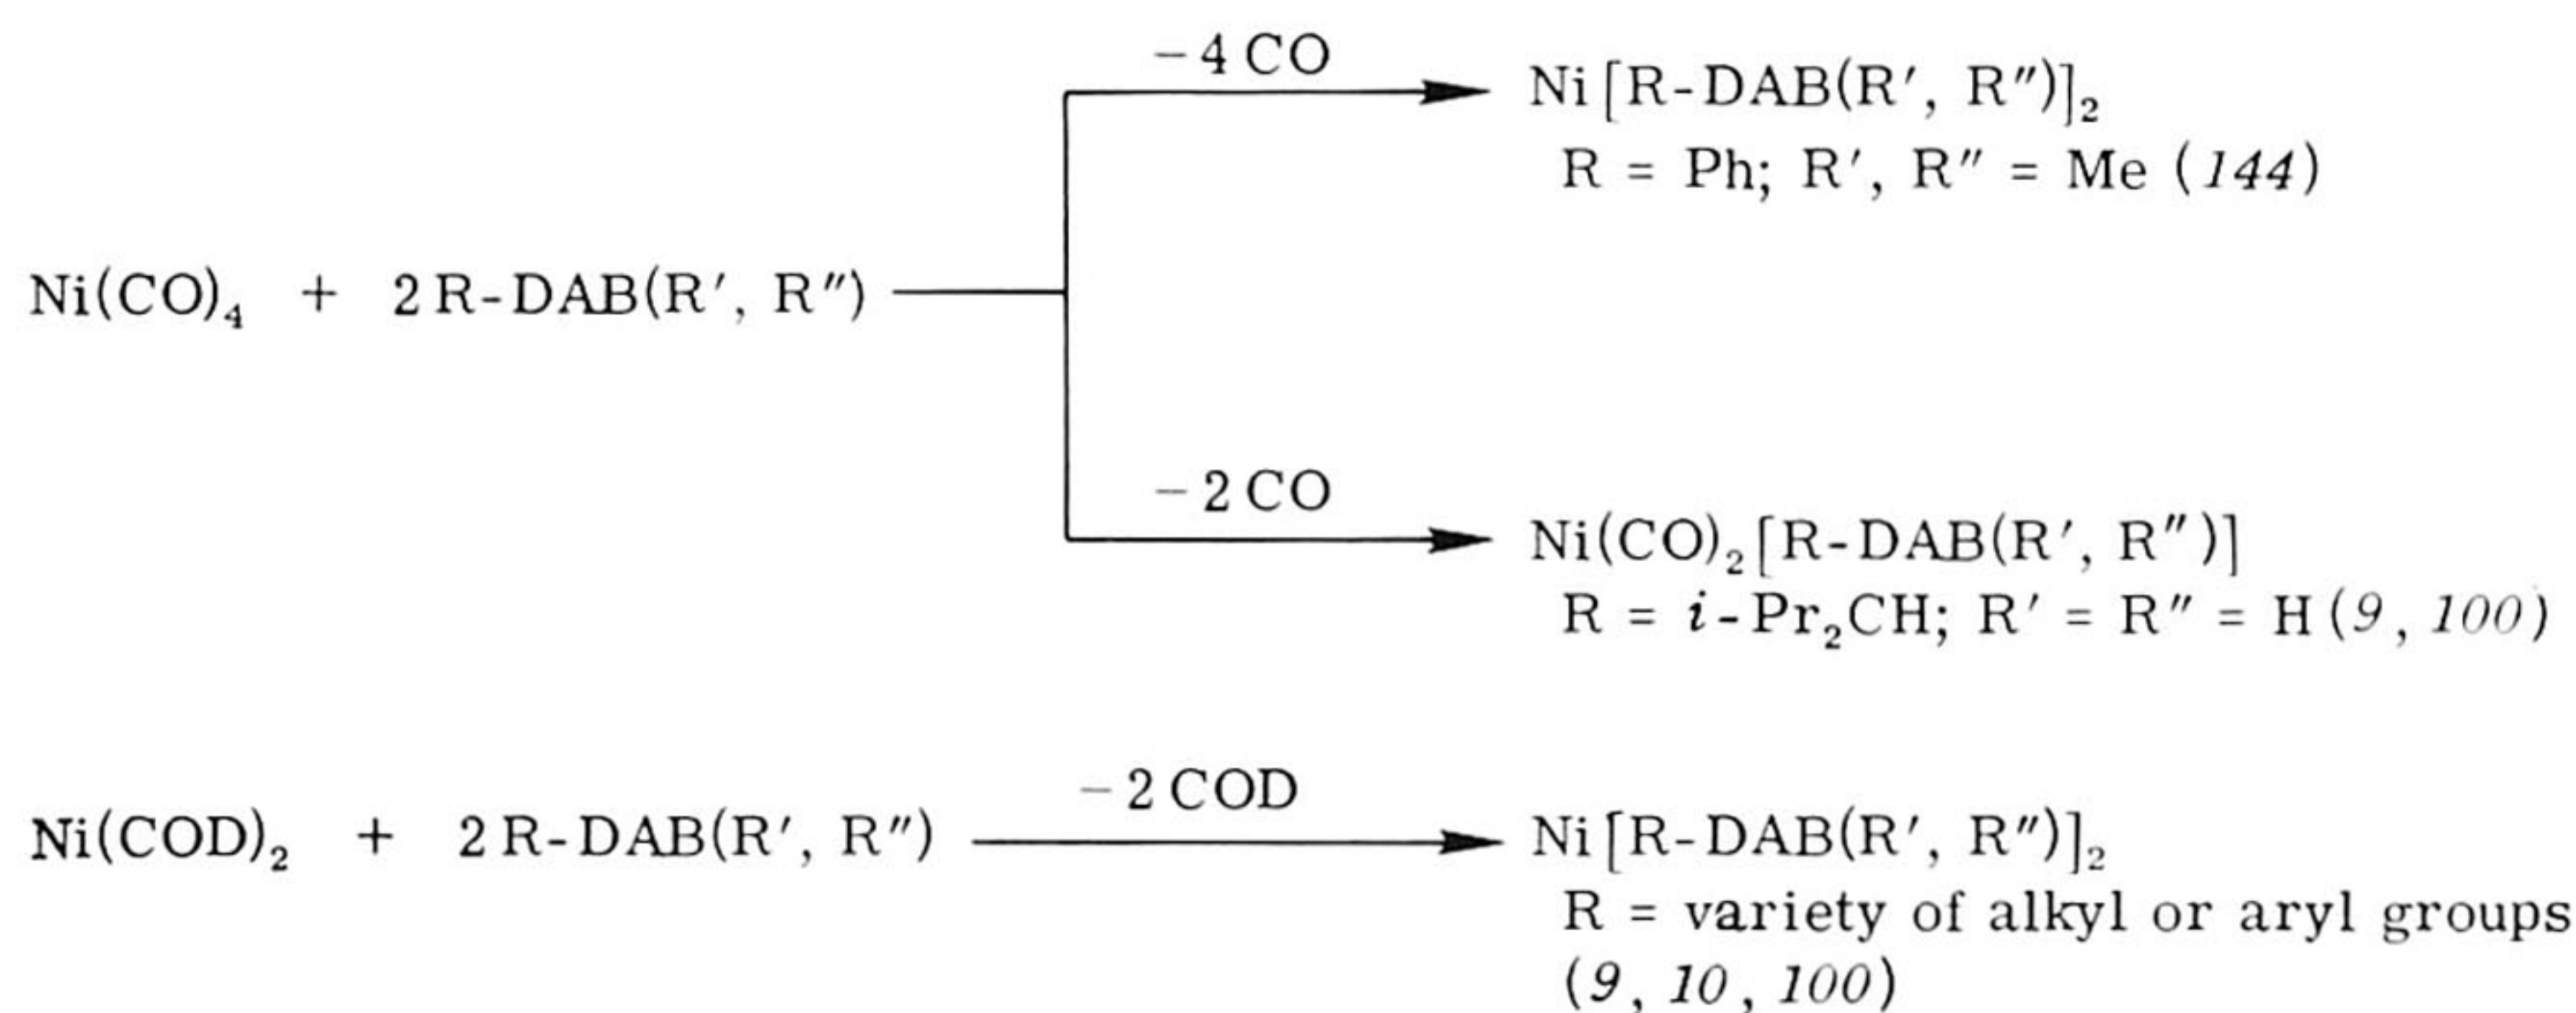 − 4 CO
Ni[R-DAB(R′, R″)]₂
R = Ph; R′, R″ = Me (144)
Ni(CO)₄ + 2 R-DAB(R′, R″)
− 2 CO
Ni(CO)₂[R-DAB(R′, R″)]
R = i-Pr₂CH; R′ = R″ = H (9, 100)
− 2 COD
Ni(COD)₂ + 2 R-DAB(R′, R″)
Ni[R-DAB(R′, R″)]₂
R = variety of alkyl or aryl groups
(9, 10, 100)